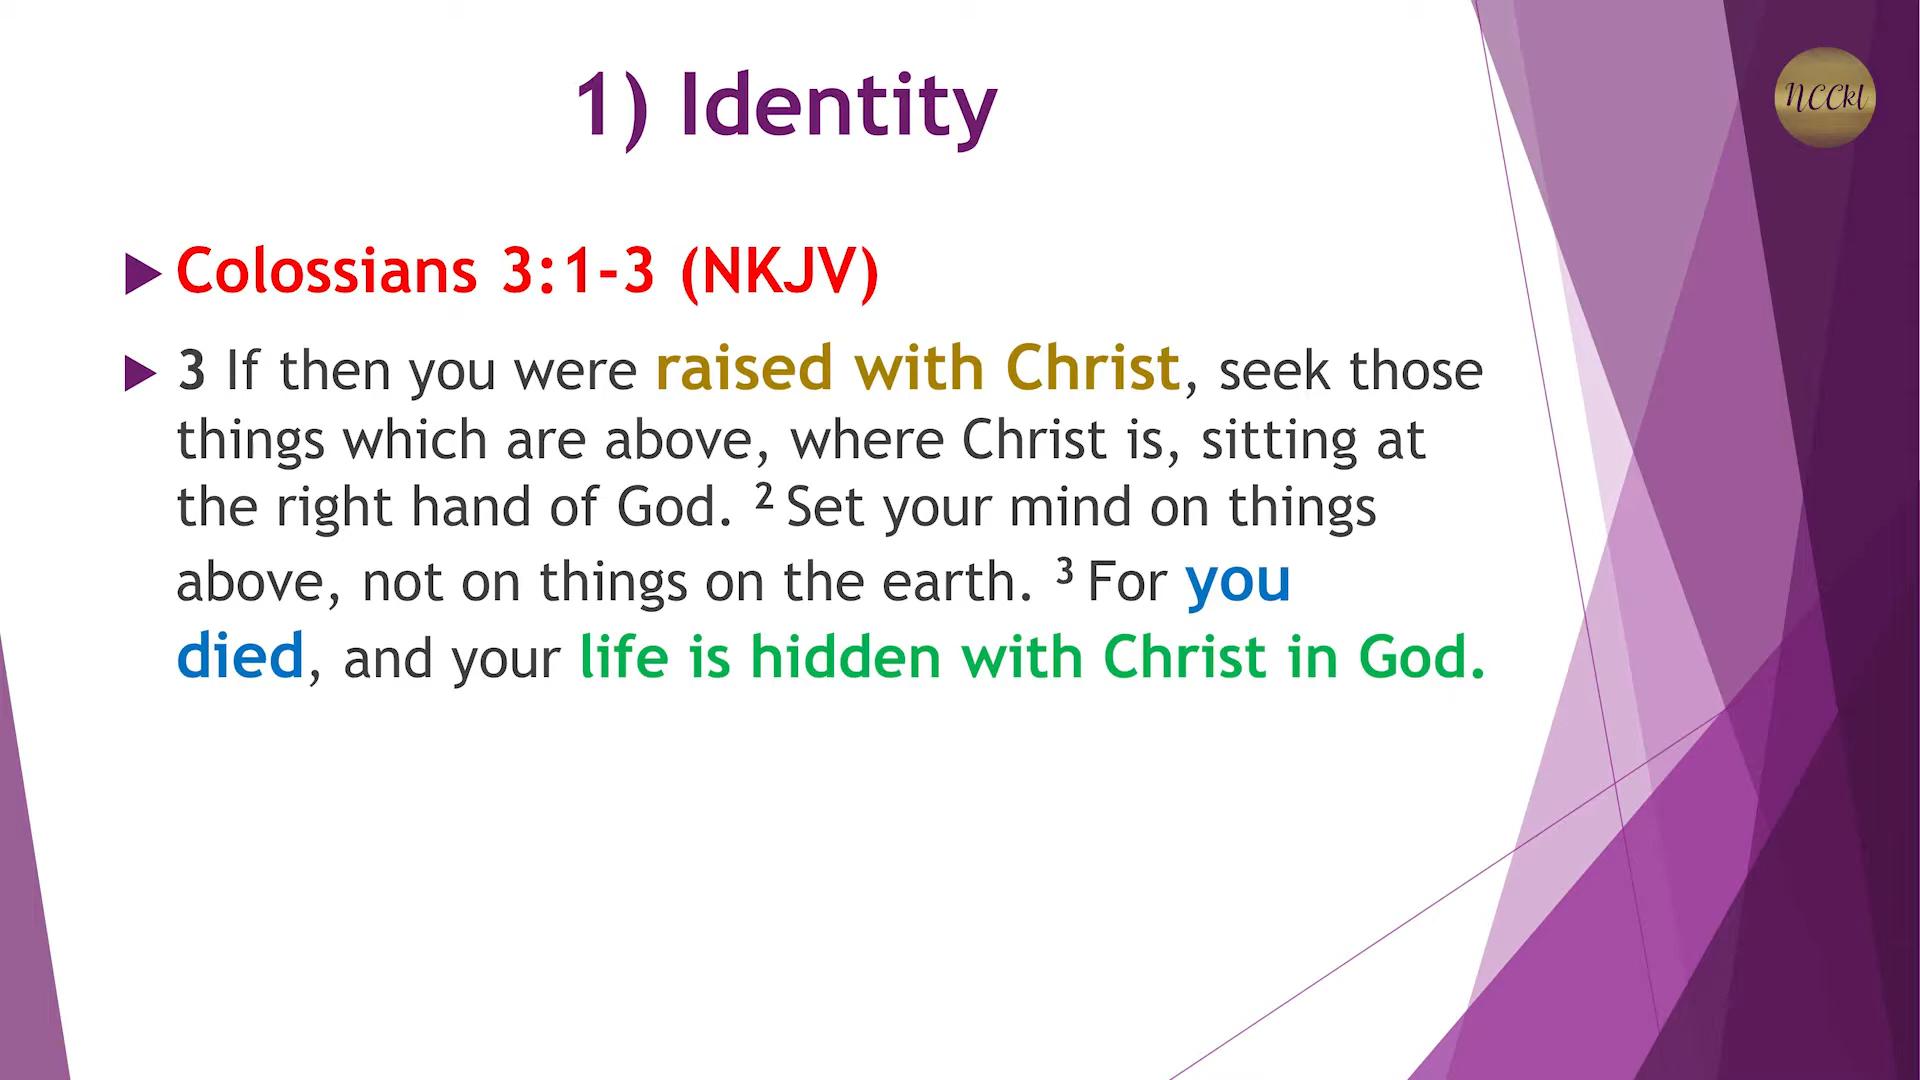 1) Identity
NCCkl
Colossians 3:1-3 (NKJV)
3 If then you were raised with Christ, seek those
things which are above, where Christ is, sitting at
the right hand of God. 2 Set your mind on things
above, not on things on the earth. 3 For you
died, and your life is hidden with Christ in God.